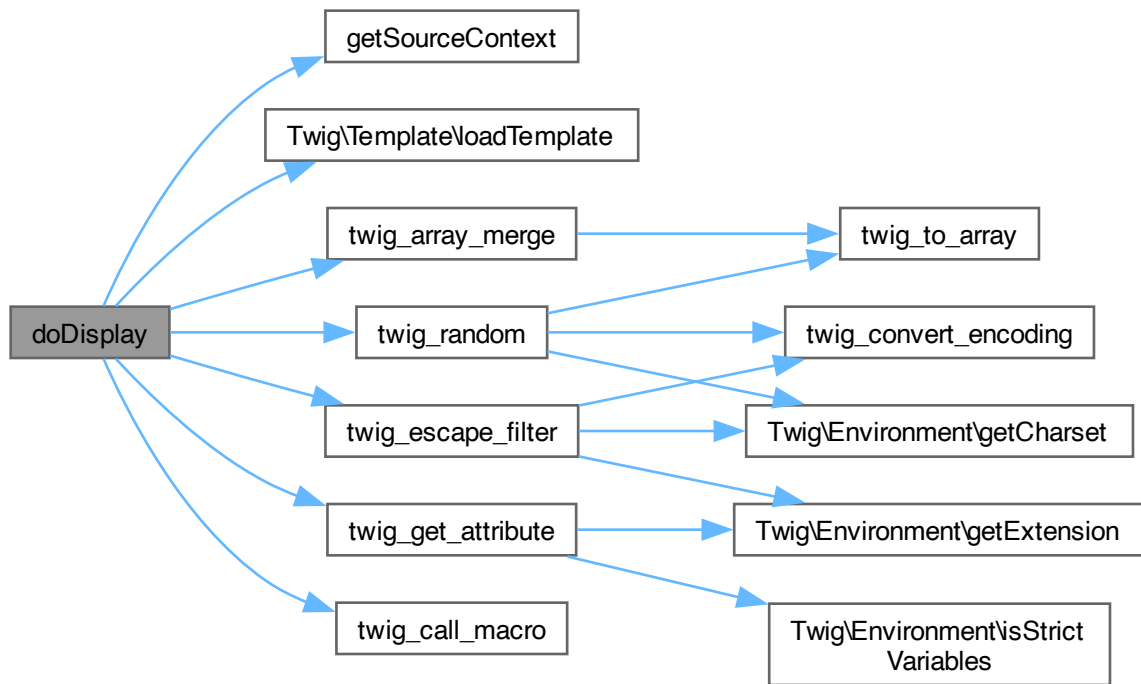 getSourceContext
Twig\Template\loadTemplate
twig_array_merge
twig_to_array
doDisplay
twig_random
twig_convert_encoding
twig_escape_filter
Twig\Environment\getCharset
twig_get_attribute
Twig\Environment\getExtension
twig_call_macro
Twig\Environment\isStrict
Variables